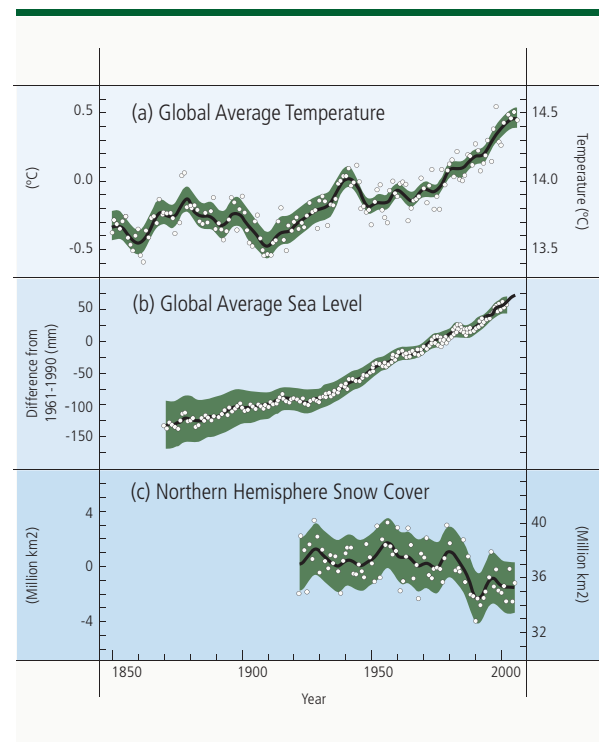 (a) Global Average Temperature
0.5
0.0
-0.5
(ºC)
14.5
14.0
13.5
Temperature (ºC)
(b) Global Average Sea Level
50
0
-50
-100
-150
Difference from
1961-1990 (mm)
(c) Northern Hemisphere Snow Cover
4
0
-4
(Million km2)
40
36
32
(Million km2)
1850
1900
1950
2000
Year